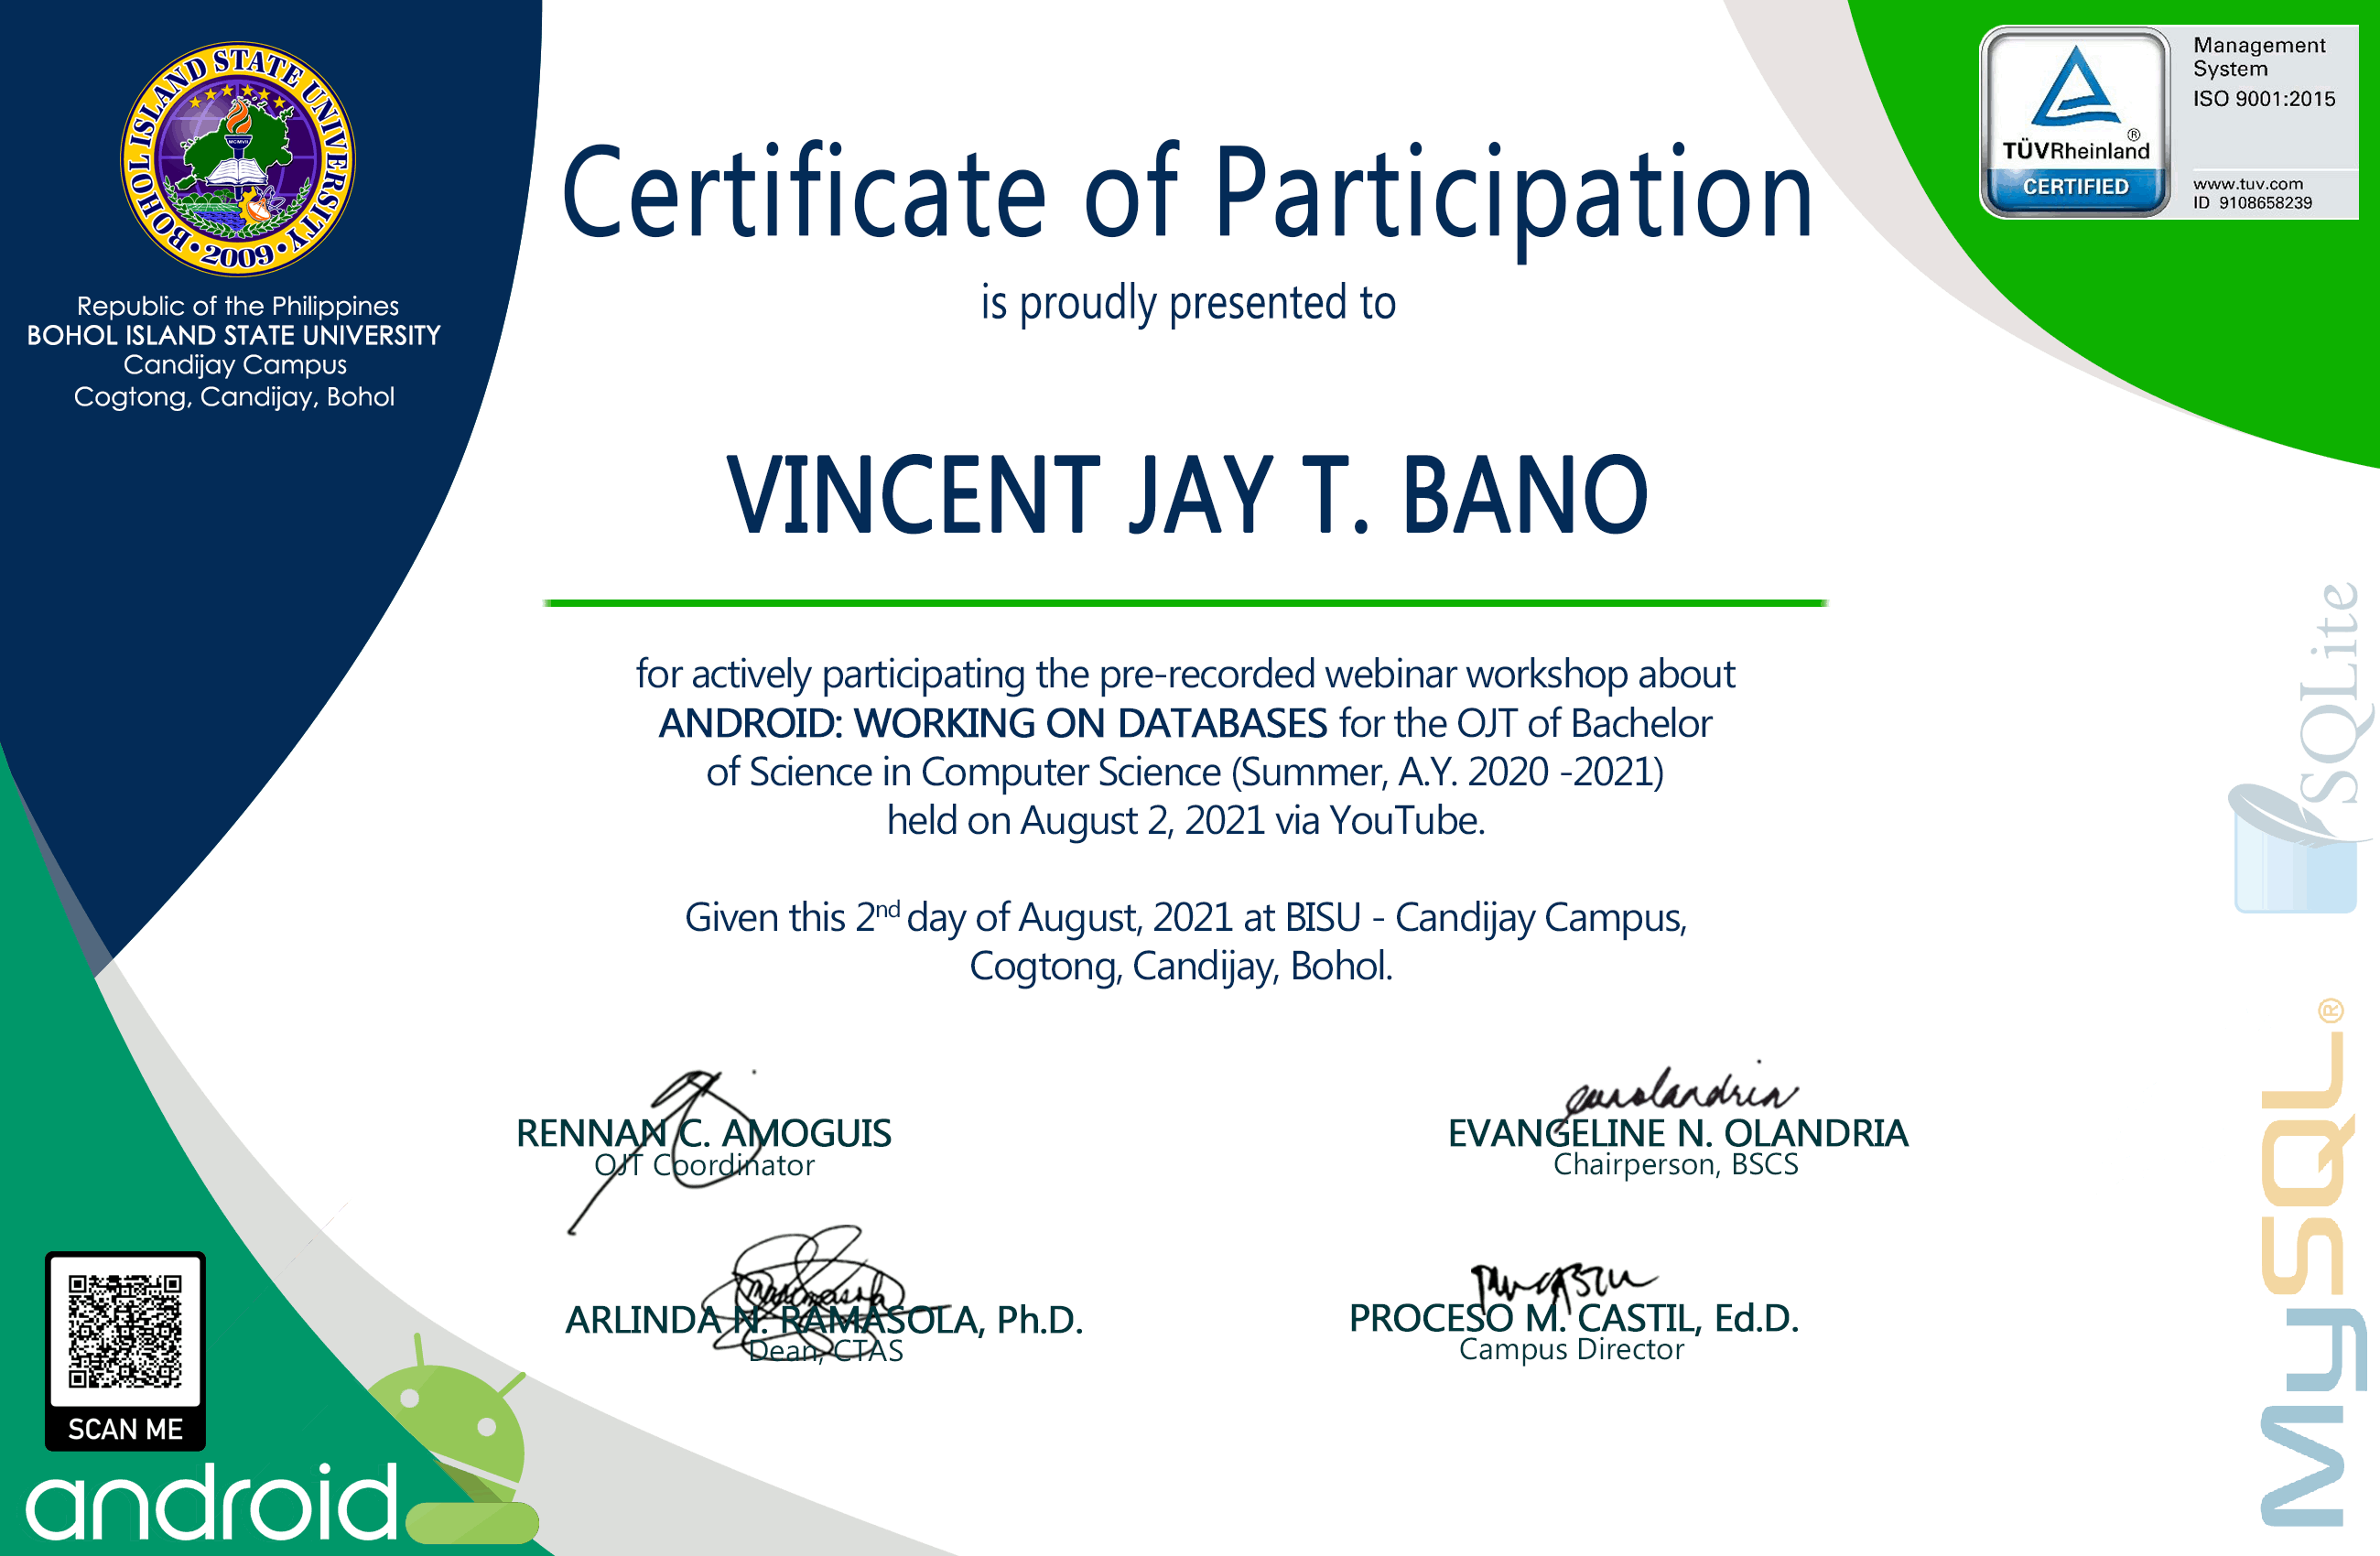 BOHOL ISLAND STATE UNIVERSITY
MCMVII
2009
Republic of the Philippines
BOHOL ISLAND STATE UNIVERSITY
Candijay Campus
Cogtong, Candijay, Bohol
TÜVRheinland®
CERTIFIED
Management
System
ISO 9001:2015
www.tuv.com
ID 9108658239
Certificate of Participation
is proudly presented to
VINCENT JAY T. BANO
for actively participating the pre-recorded webinar workshop about
ANDROID: WORKING ON DATABASES for the OJT of Bachelor
of Science in Computer Science (Summer, A.Y. 2020 -2021)
held on August 2, 2021 via YouTube.
Given this 2nd day of August, 2021 at BISU - Candijay Campus,
Cogtong, Candijay, Bohol.
RENNAN C. AMOGUIS
OJT Coordinator
EVANGELINE N. OLANDRIA
Chairperson, BSCS
ARLINDA N. RAMASOLA, Ph.D.
Dean, CTAS
PROCESO M. CASTIL, Ed.D.
Campus Director
SCAN ME
android
SQLite
MySQL®